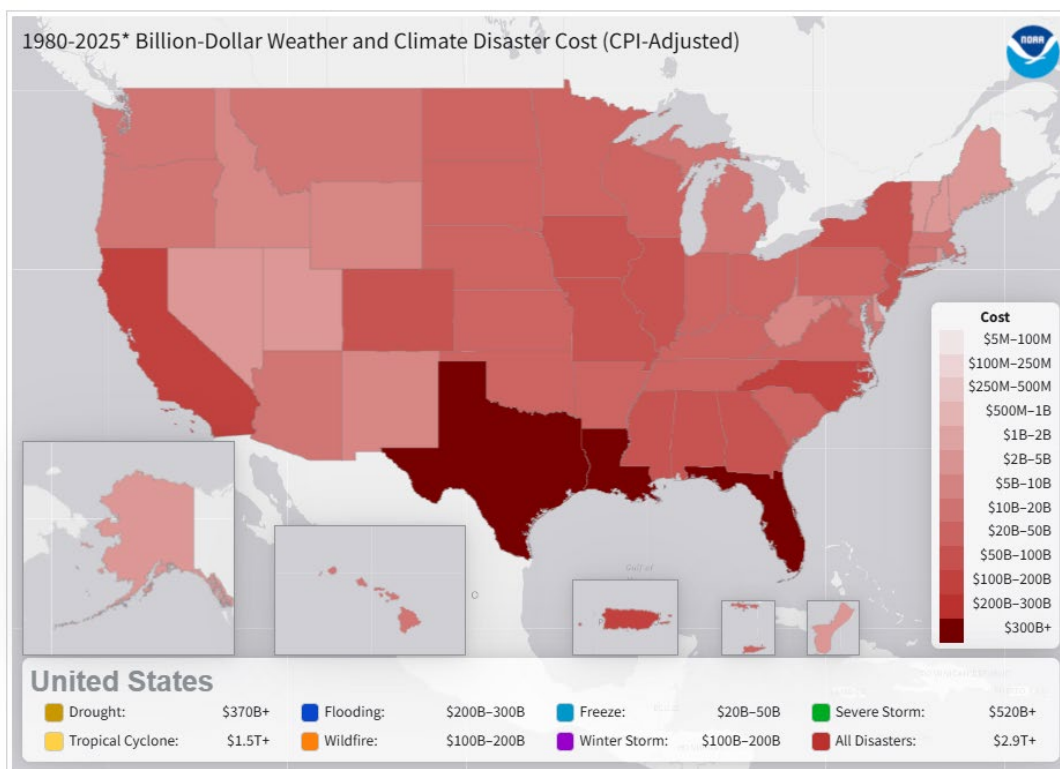 1980-2025* Billion-Dollar Weather and Climate Disaster Cost (CPI-Adjusted)
NOAA
Cost
$5M–100M
$100M–250M
$250M–500M
$500M–1B
$1B–2B
$2B–5B
$5B–10B
$10B–20B
$20B–50B
$50B–100B
$100B–200B
$200B–300B
$300B+
Gulf of
United States
Drought: $370B+ Flooding: $200B–300B Freeze: $20B–50B Severe Storm: $520B+
Tropical Cyclone: $1.5T+ Wildfire: $100B–200B Winter Storm: $100B–200B All Disasters: $2.9T+